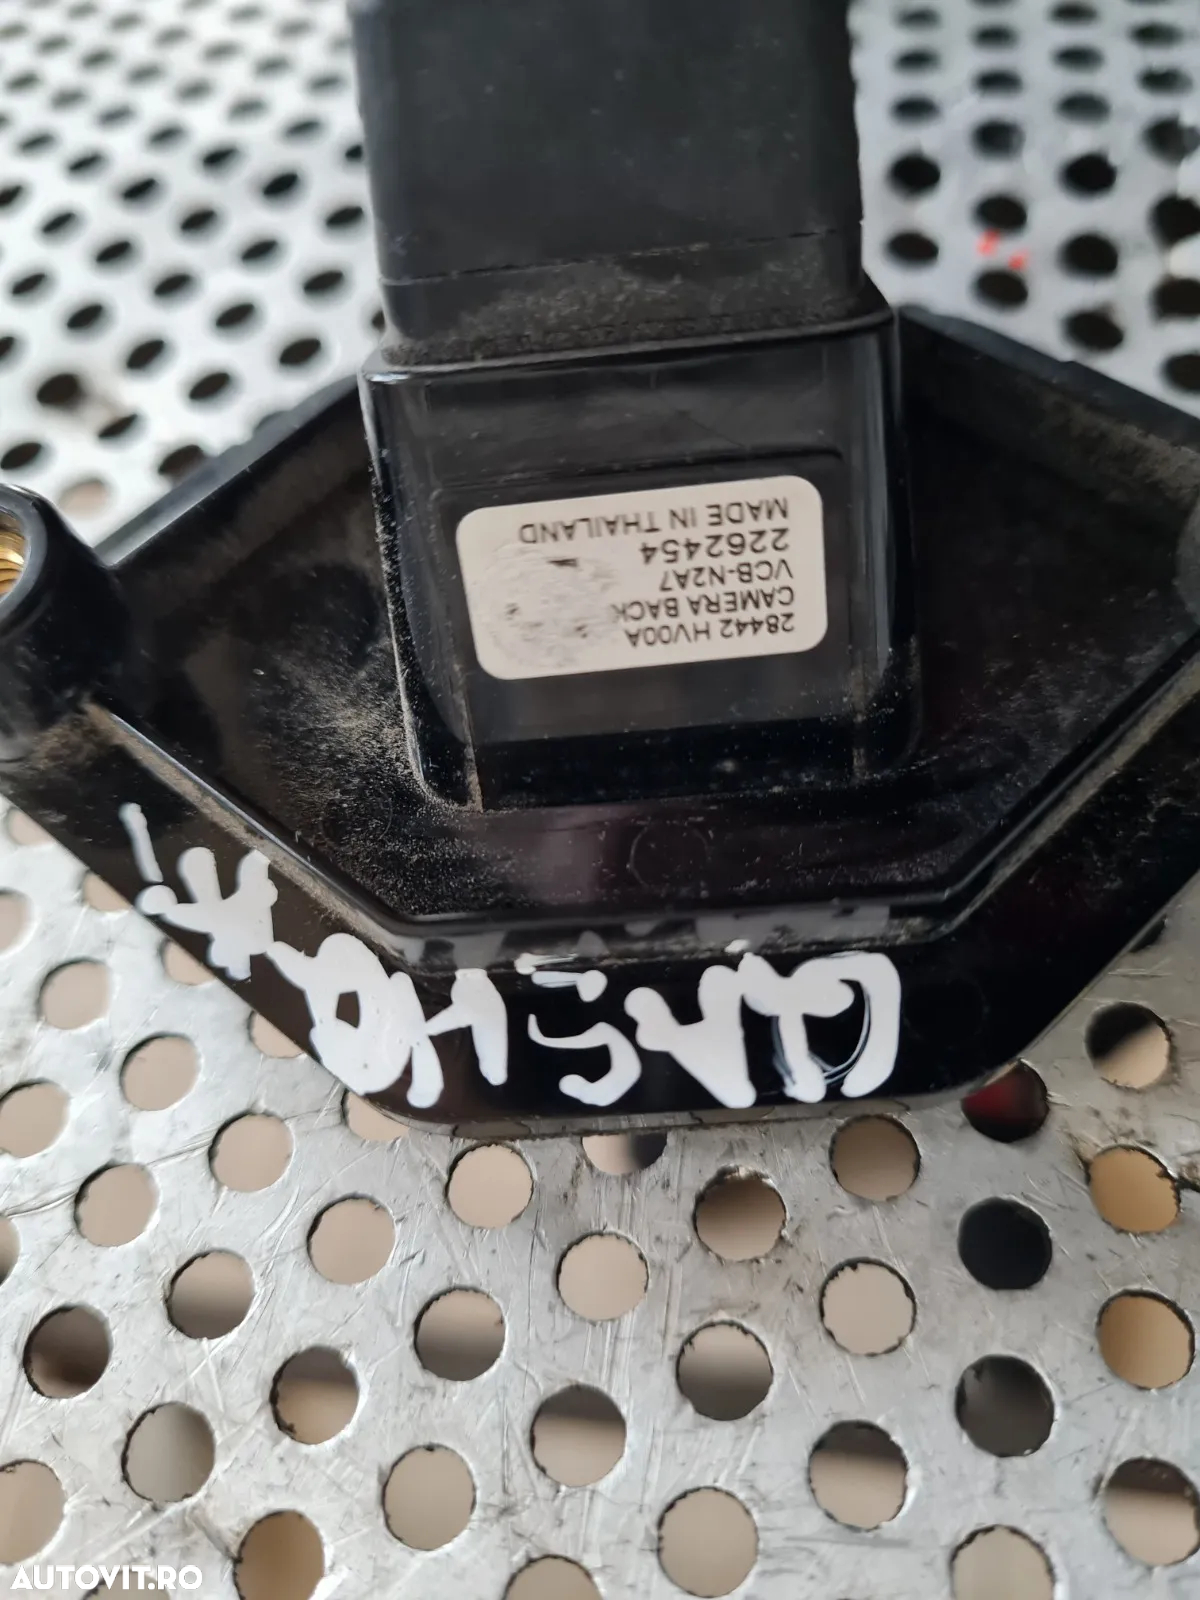 28442 HV00A
CAMERA BACK
VCB-N2A7
2262454
MADE IN THAILAND
AUTOVIT.RO